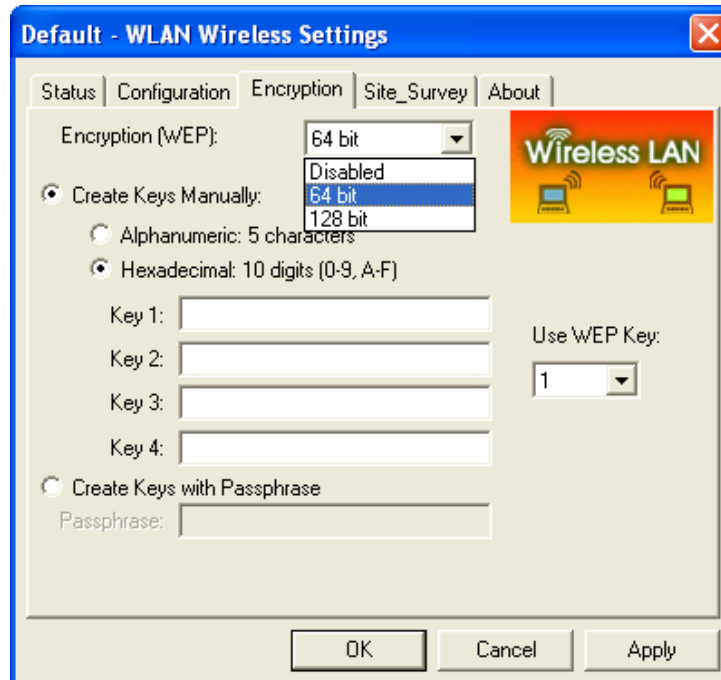 Default - WLAN Wireless Settings
Status Configuration Encryption Site_Survey About
Encryption (WEP): 64 bit
Wireless LAN
Disabled
64 bit
128 bit
Create Keys Manually:
Alphanumeric: 5 characters
Hexadecimal: 10 digits (0-9, A-F)
Key 1:
Key 2:
Key 3:
Key 4:
Use WEP Key:
1
Create Keys with Passphrase
Passphrase:
OK Cancel Apply